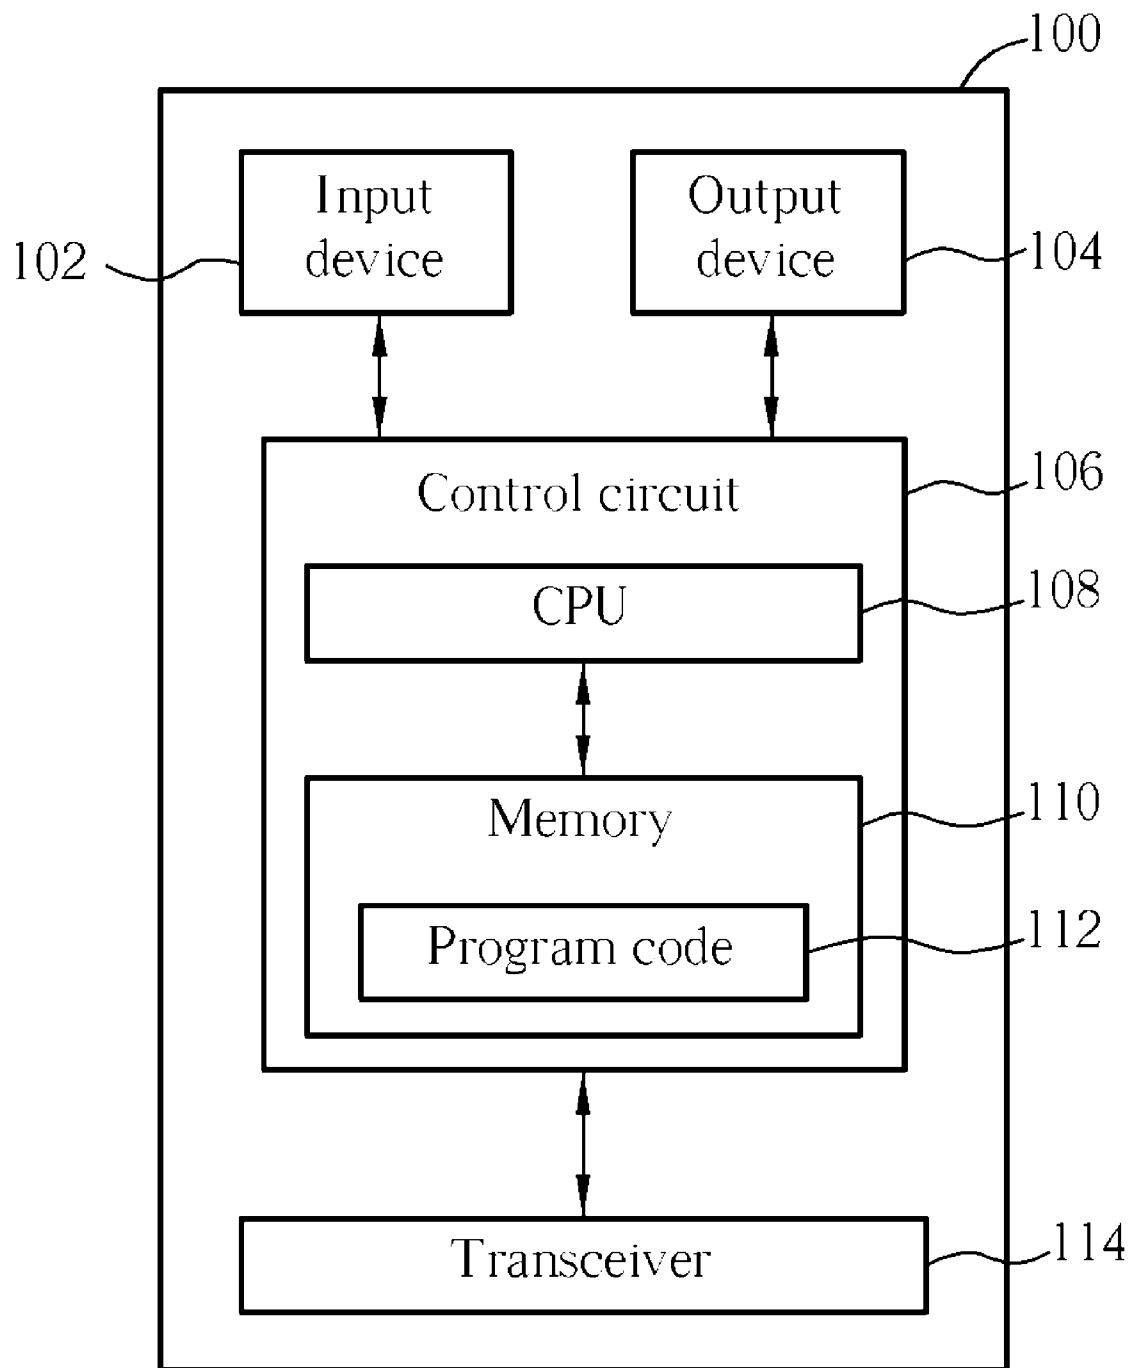 100
Input
device
Output
device
102
104
Control circuit
106
CPU
108
Memory
110
Program code
112
Transceiver
114